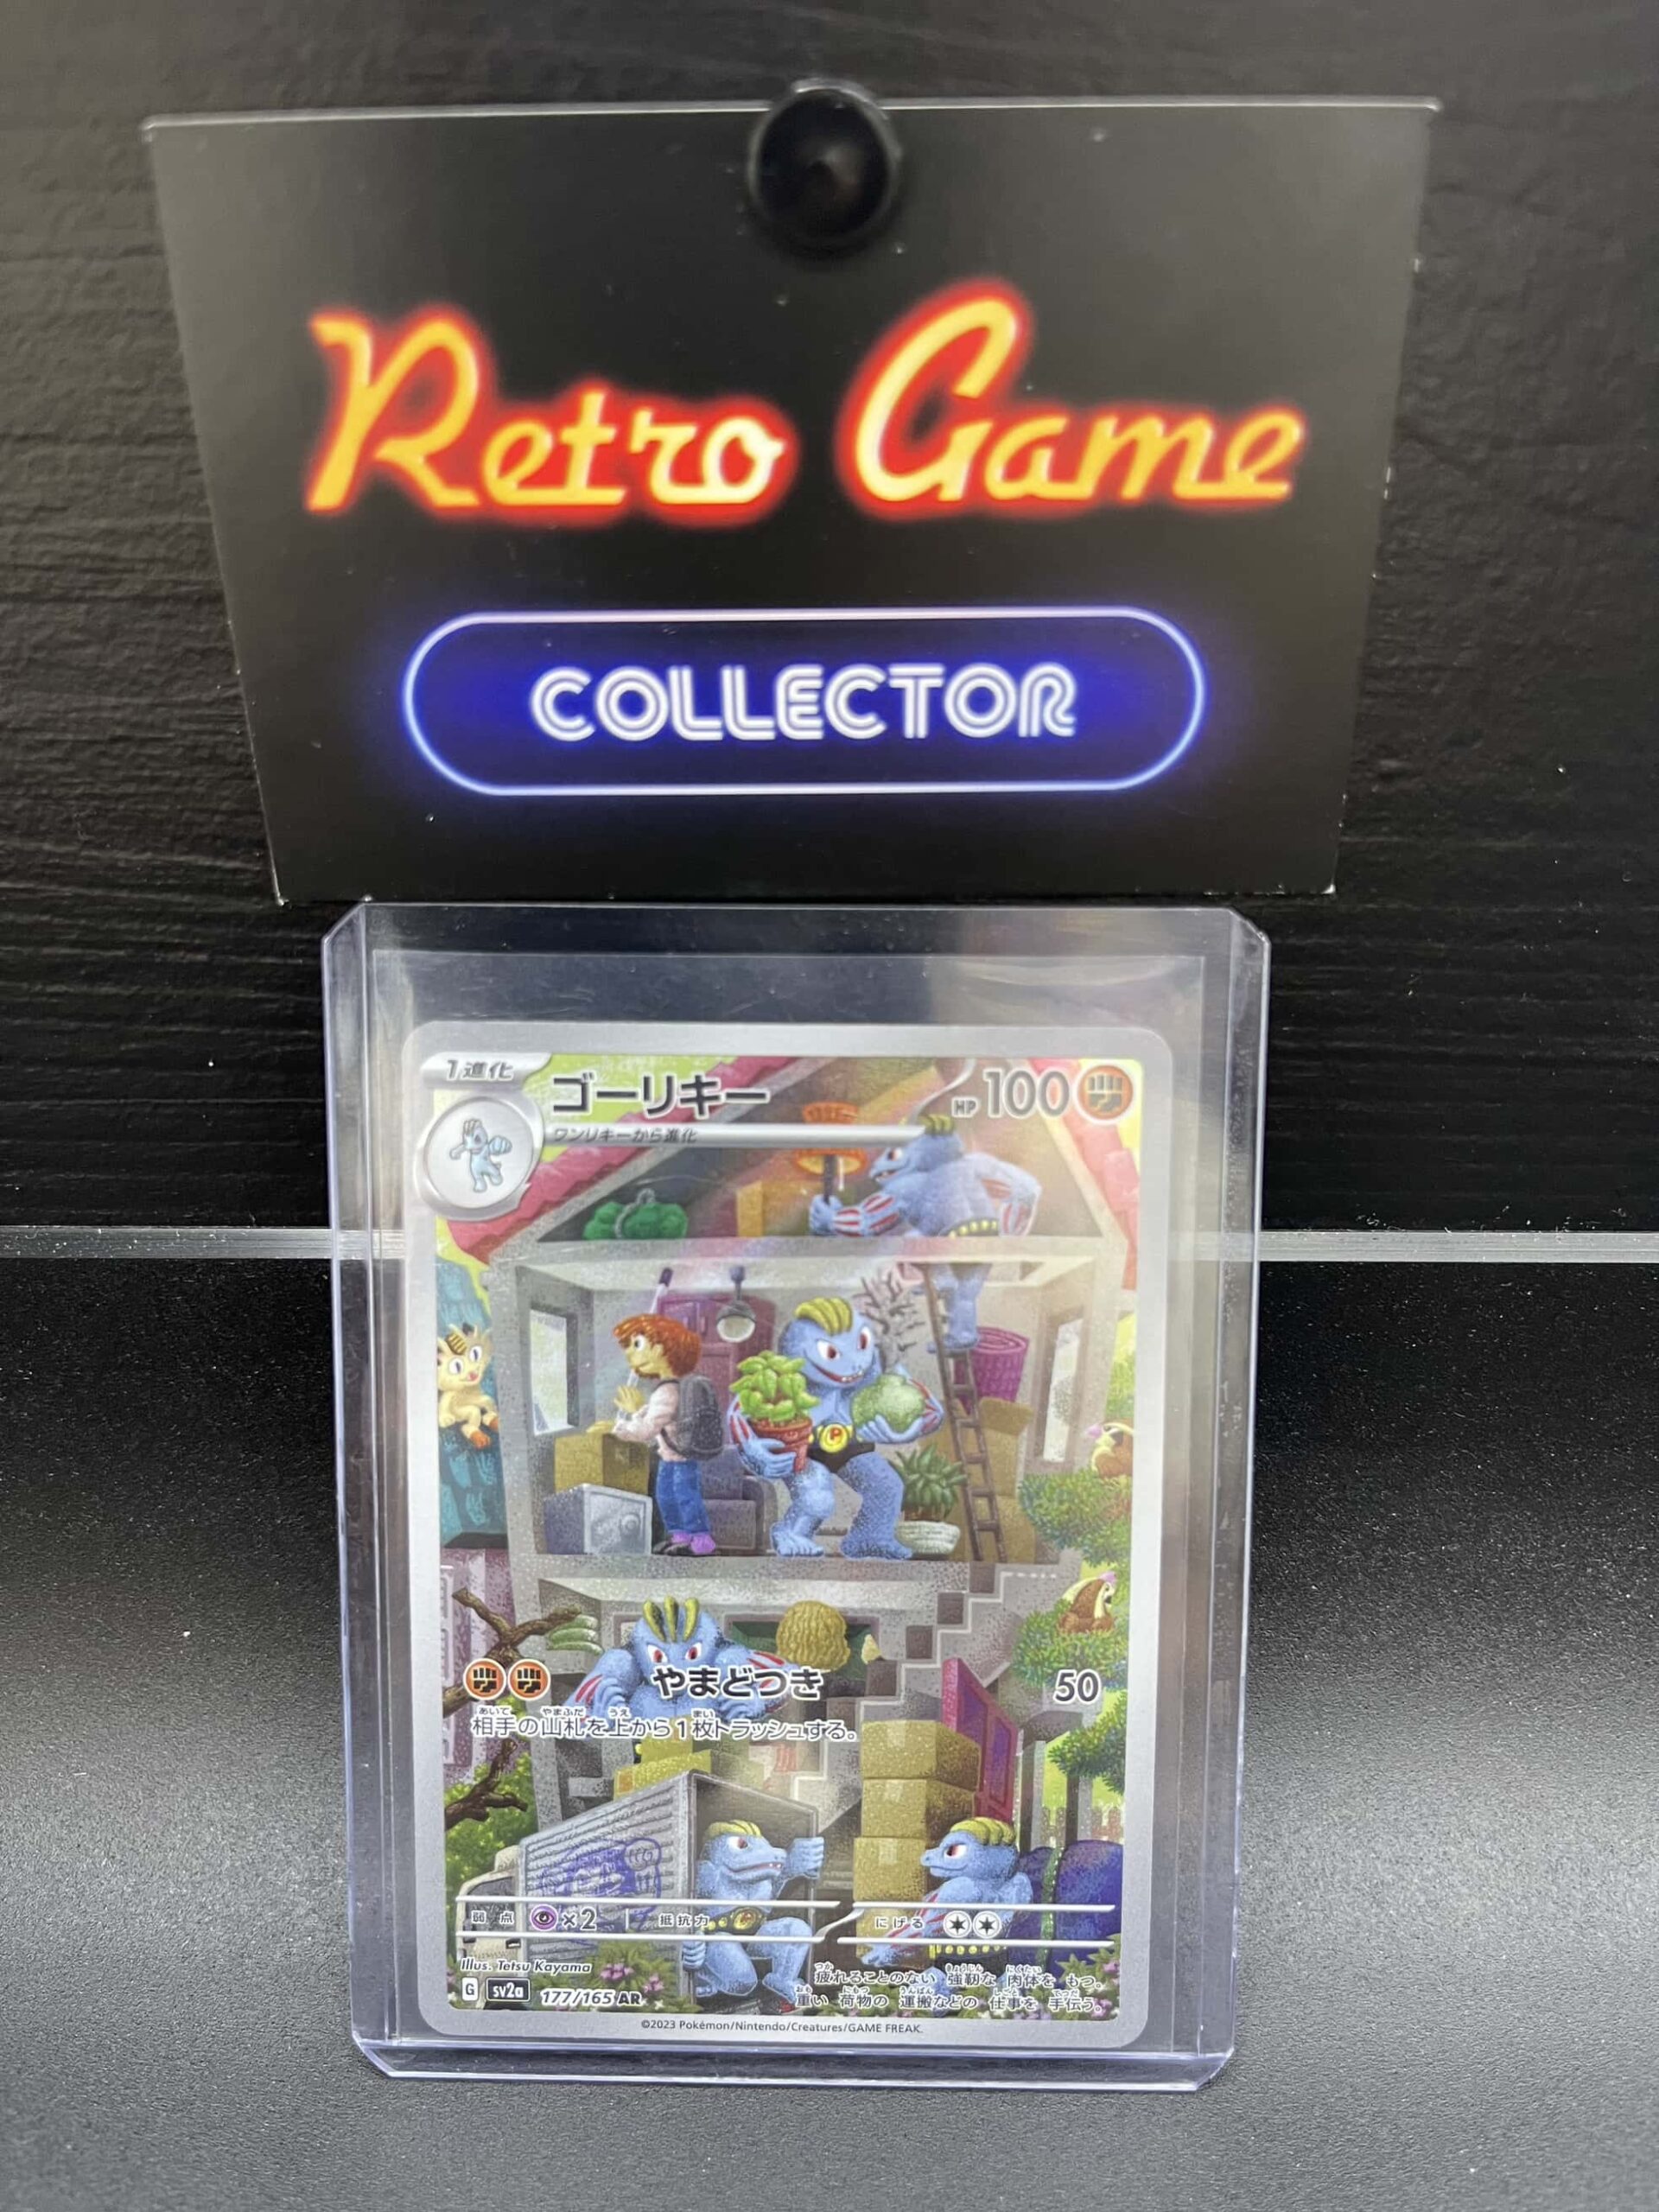 Retro Game
COLLECTOR
1進化
ゴーリキー
HP 100
ワンリキーから進化
やまどつき 50
相手の山札を上から1枚トラッシュする。
弱点 ×2 抵抗力 にげる
Illus. Tetsu Kayama
G sv2a 177/165 AR
疲れることのない 強靭な 肉体を もつ。
重い 荷物の 運搬などの 仕事を 手伝う。
©2023 Pokémon/Nintendo/Creatures/GAME FREAK.